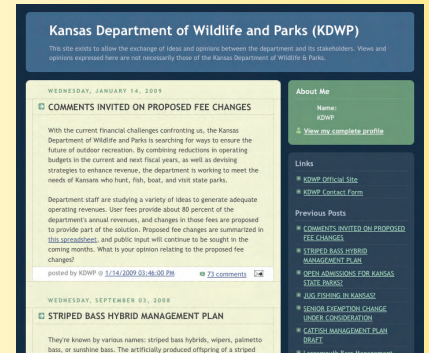 Kansas Department of Wildlife and Parks (KDWP)
This site exists to allow the exchange of ideas and opinions between the department and its stakeholders. Views and
opinions expressed here are not necessarily those of the Kansas Department of Wildlife & Parks.
WEDNESDAY, JANUARY 14, 2009
COMMENTS INVITED ON PROPOSED FEE CHANGES
With the current financial challenges confronting us, the Kansas
Department of Wildlife and Parks is searching for ways to ensure the
future of outdoor recreation. By combining reductions in operating
budgets in the current and next fiscal years, as well as devising
strategies to enhance revenue, the department is working to meet the
needs of Kansans who hunt, fish, boat, and visit state parks.
Department staff are studying a variety of ideas to generate adequate
operating revenues. User fees provide about 80 percent of the
department's annual revenues, and changes in those fees are proposed
to provide part of the solution. Proposed fee changes are summarized in
this spreadsheet, and public input will continue to be sought in the
coming months. What is your opinion relating to the proposed fee
changes?
posted by KDWP @ 1/14/2009 03:46:00 PM
73 comments
WEDNESDAY, SEPTEMBER 03, 2008
STRIPED BASS HYBRID MANAGEMENT PLAN
They're known by various names: striped bass hybrids, wipers, palmetto
bass, or sunshine bass. The artificially produced offspring of a striped
About Me
Name:
KDWP
View my complete profile
Links
KDWP Official Site
KDWP Contact Form
Previous Posts
COMMENTS INVITED ON PROPOSED
FEE CHANGES
STRIPED BASS HYBRID
MANAGEMENT PLAN
OPEN ADMISSIONS FOR KANSAS
STATE PARKS?
JUG FISHING IN KANSAS?
SENIOR EXEMPTION CHANGE
UNDER CONSIDERATION
CATFISH MANAGEMENT PLAN
DRAFT
Largemouth Bass Management